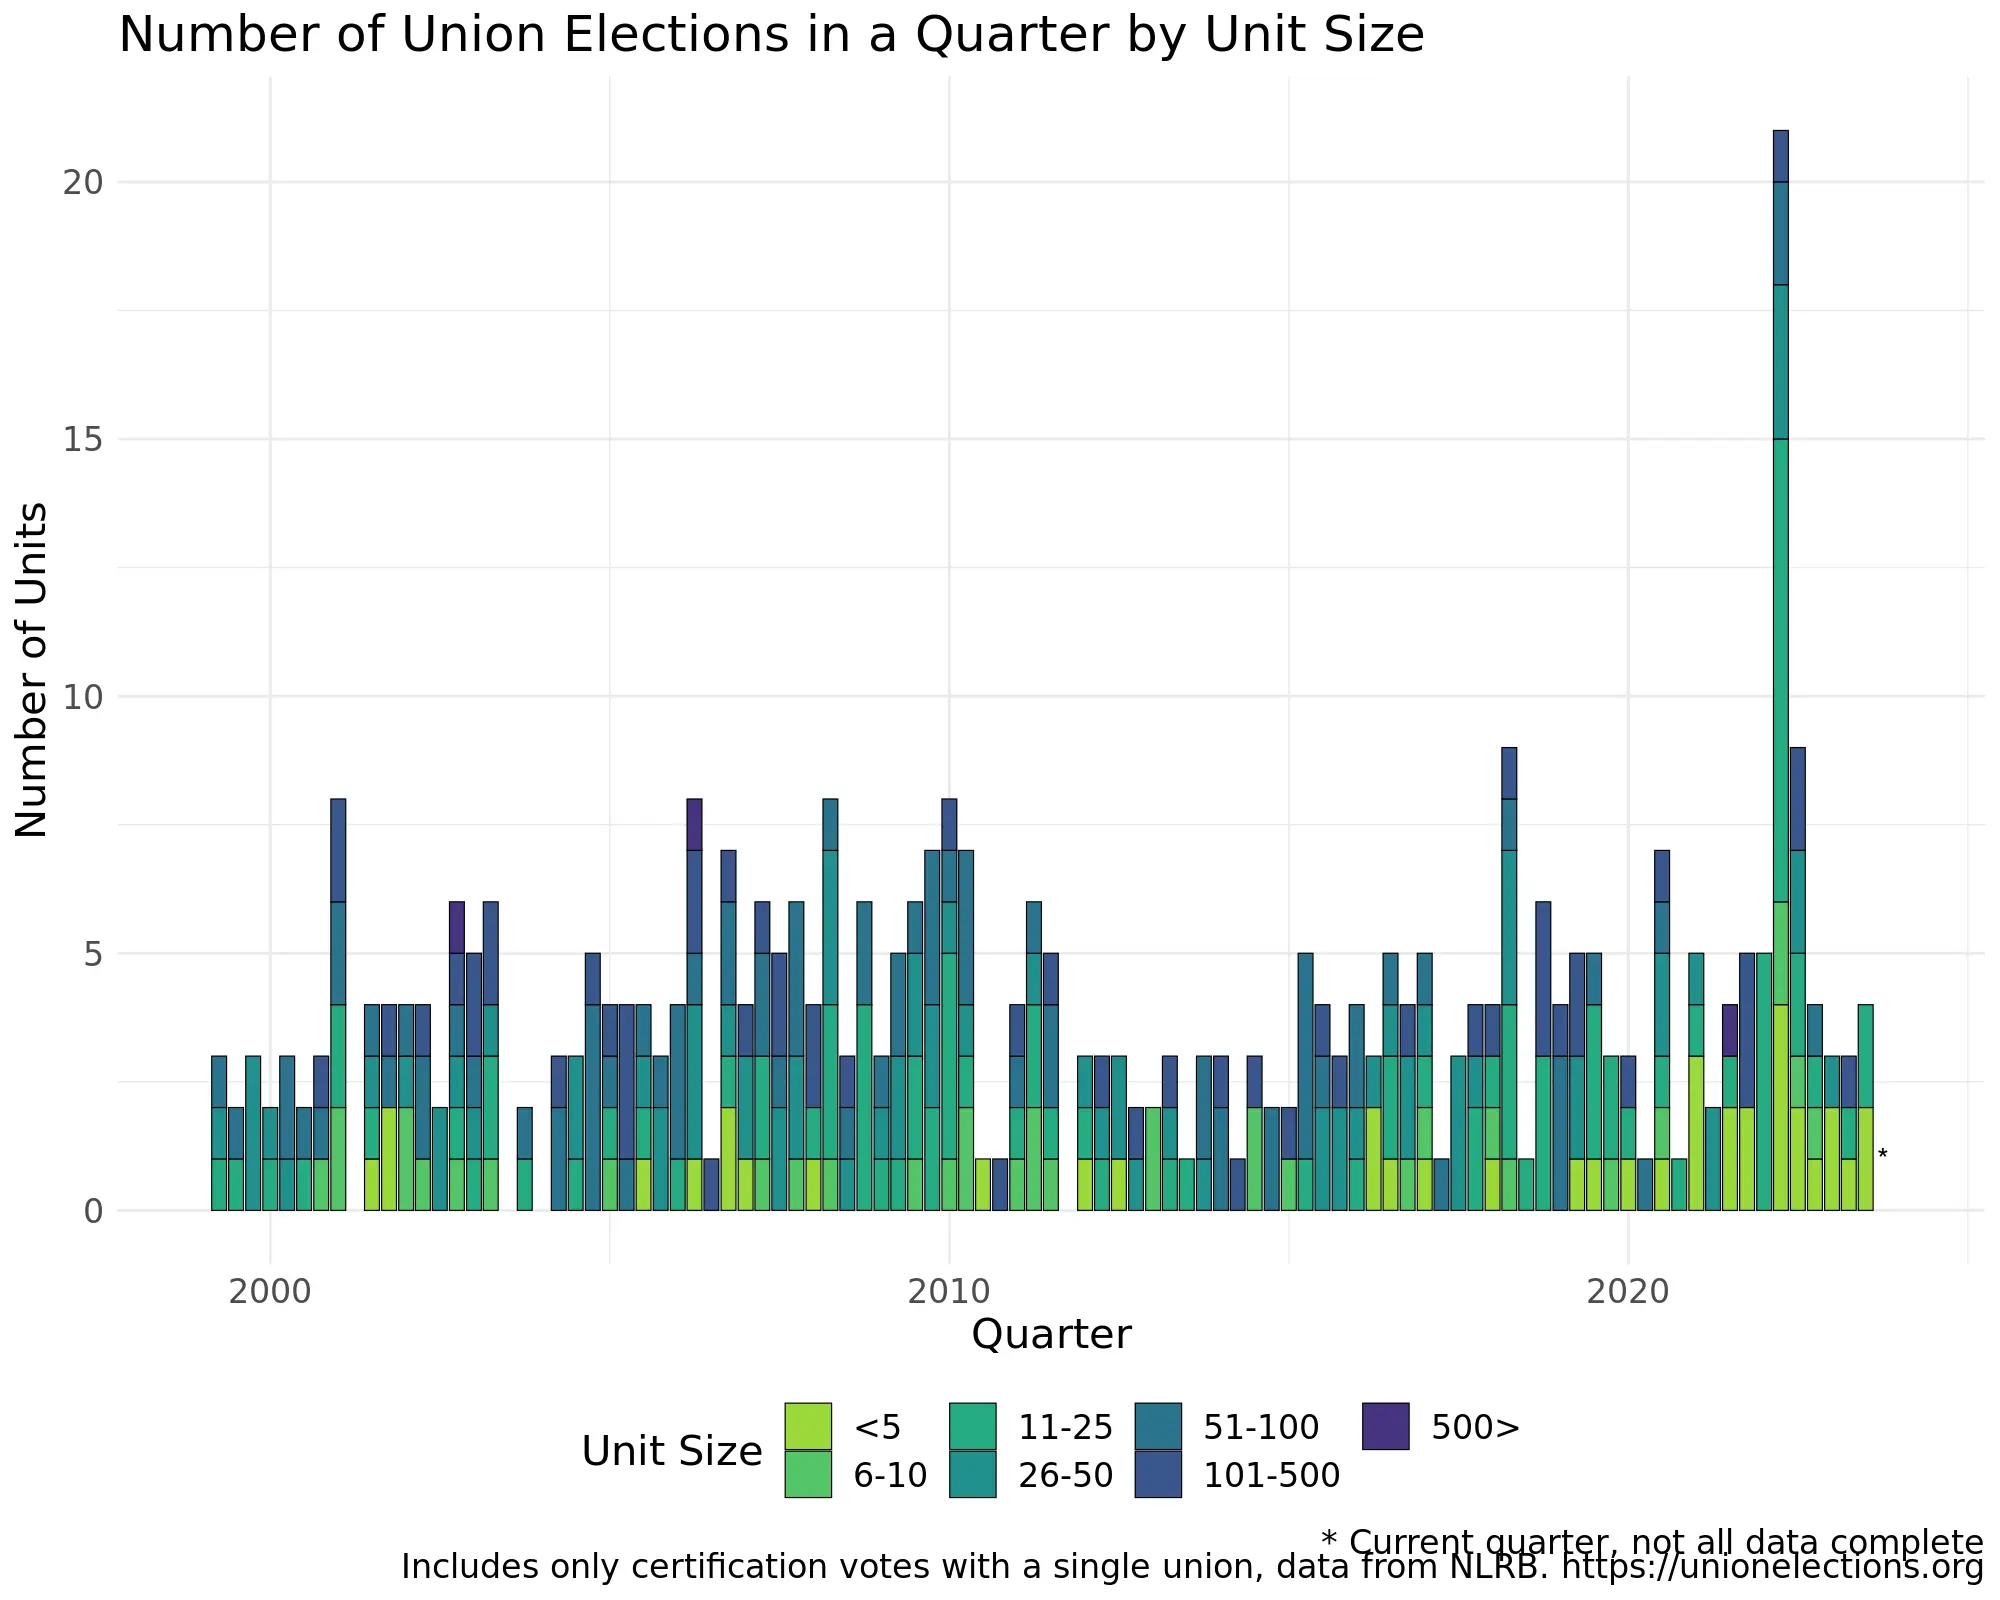 Number of Union Elections in a Quarter by Unit Size
Number of Units
20
15
10
5
0
*
2000 2010 2020
Quarter
Unit Size
<5 11-25 51-100 500>
6-10 26-50 101-500
* Current quarter, not all data complete
Includes only certification votes with a single union, data from NLRB. https://unionelections.org